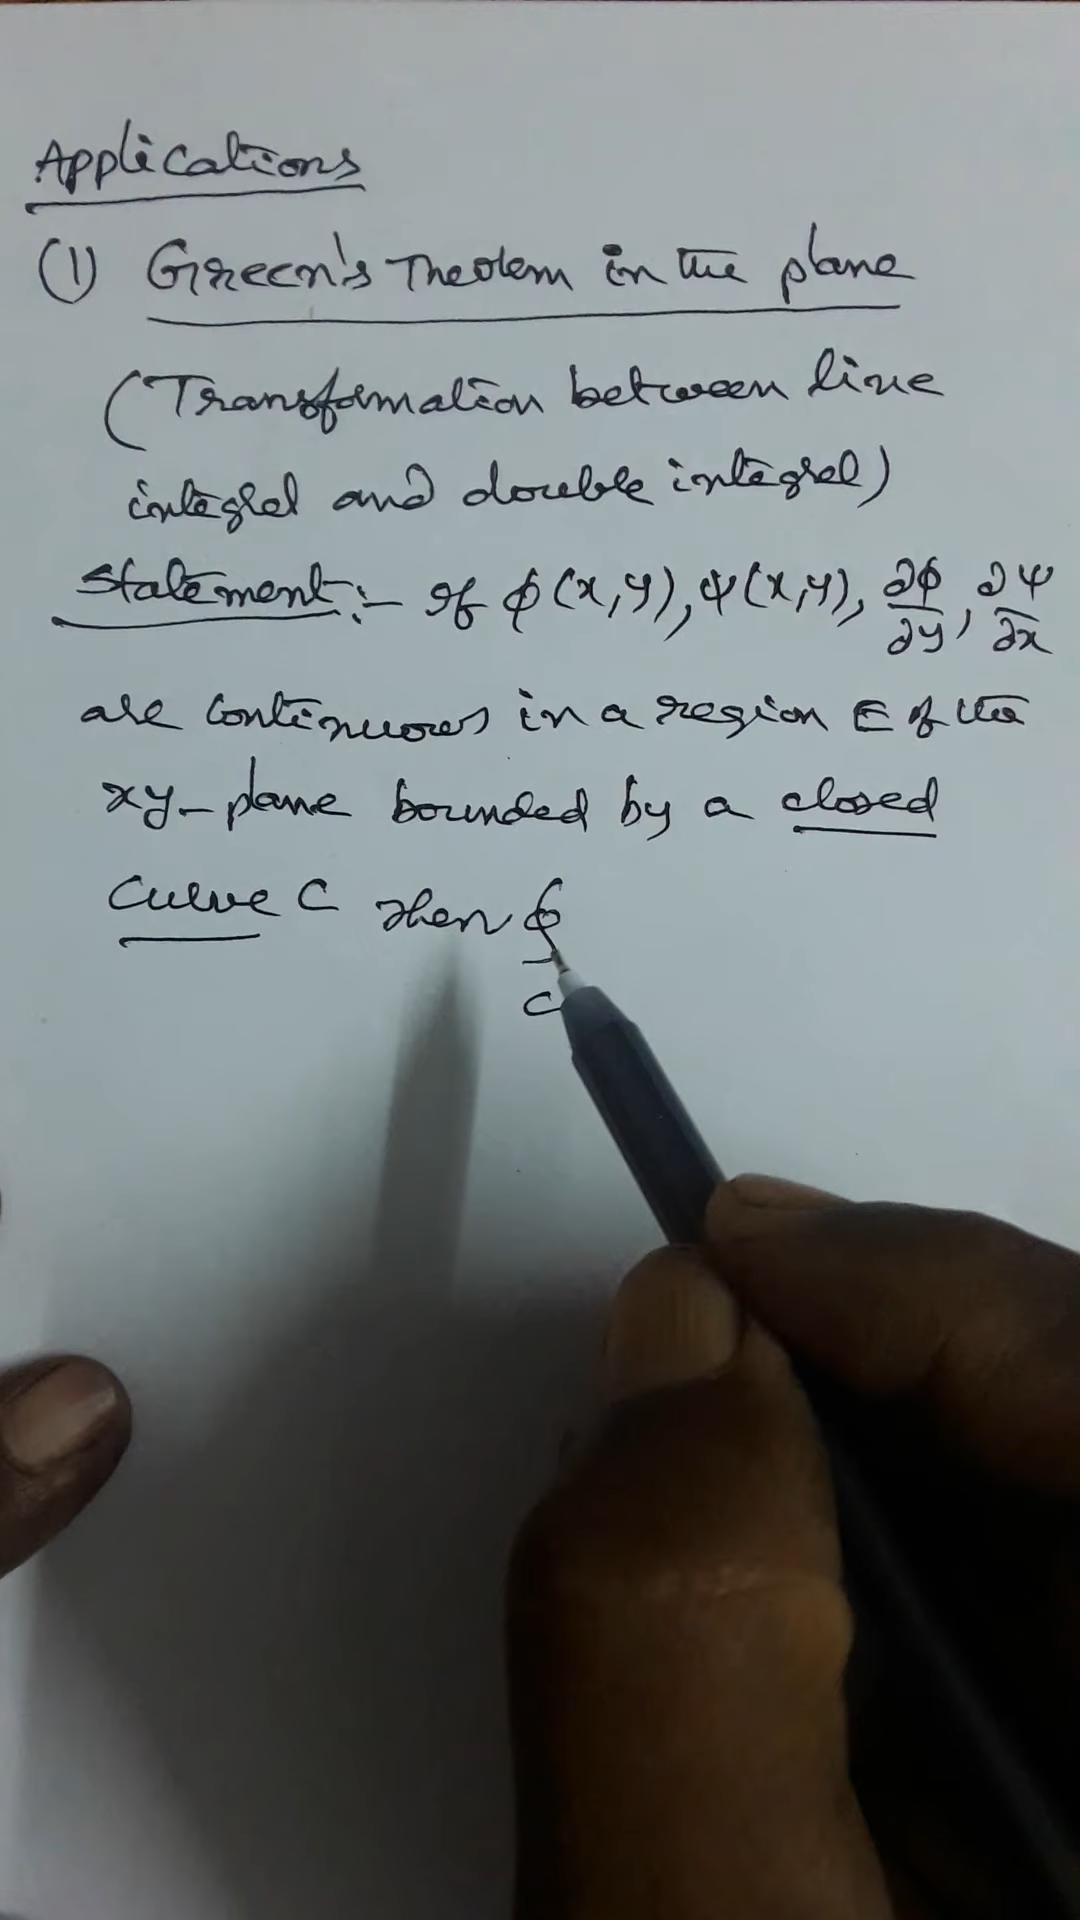 Applications
(1) Green's Theorem in the plane
(Transformation between line
integral and double integral)
Statement:- If ϕ(x,y), ψ(x,y), ∂ϕ/∂y, ∂ψ/∂x
are continuous in a region E of the
xy-plane bounded by a closed
curve C then ∮
C